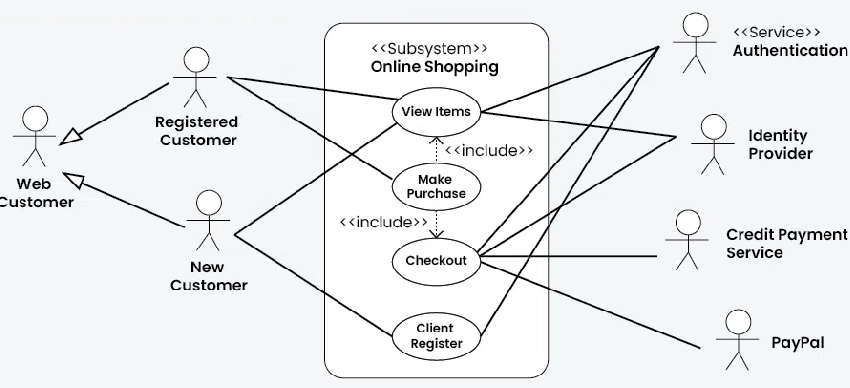 <<Subsystem>>
Online Shopping
<<Service>>
Authentication
View Items
Registered
Customer
Identity
Provider
<<include>>
Web
Customer
Make
Purchase
<<include>>
New
Customer
Checkout
Credit Payment
Service
Client
Register
PayPal